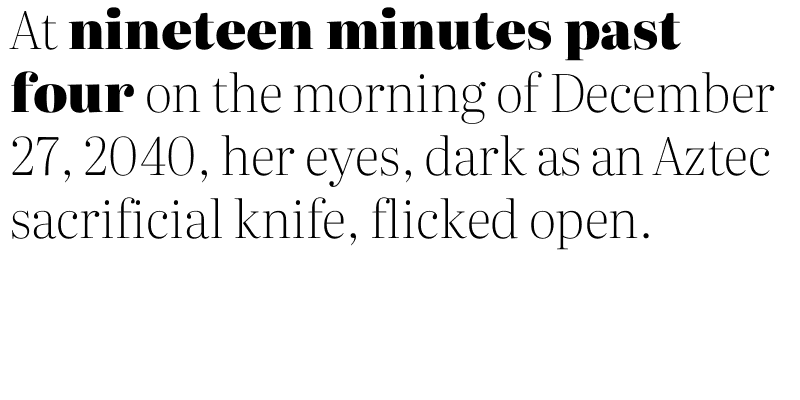 At nineteen minutes past
four on the morning of December
27, 2040, her eyes, dark as an Aztec
sacrificial knife, flicked open.